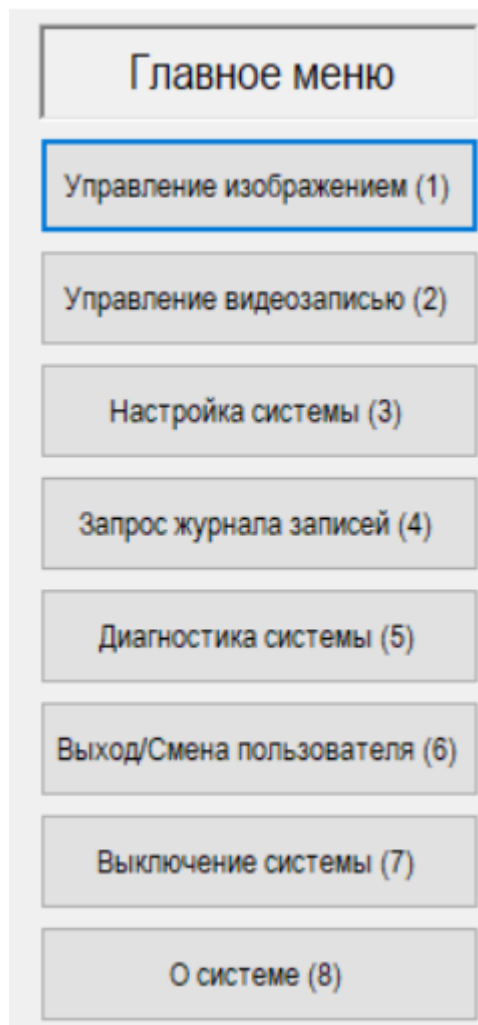 Главное меню
Управление изображением (1)
Управление видеозаписью (2)
Настройка системы (3)
Запрос журнала записей (4)
Диагностика системы (5)
Выход/Смена пользователя (6)
Выключение системы (7)
О системе (8)